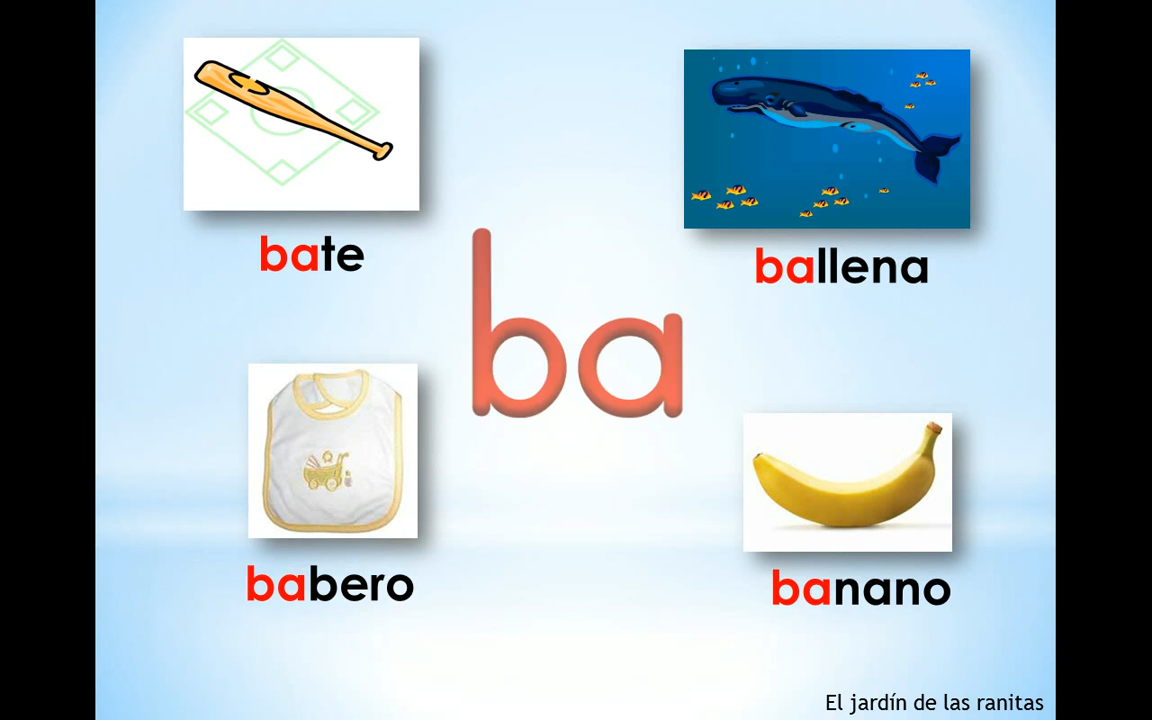 bate
ballena
ba
babero
banano
El jardín de las ranitas